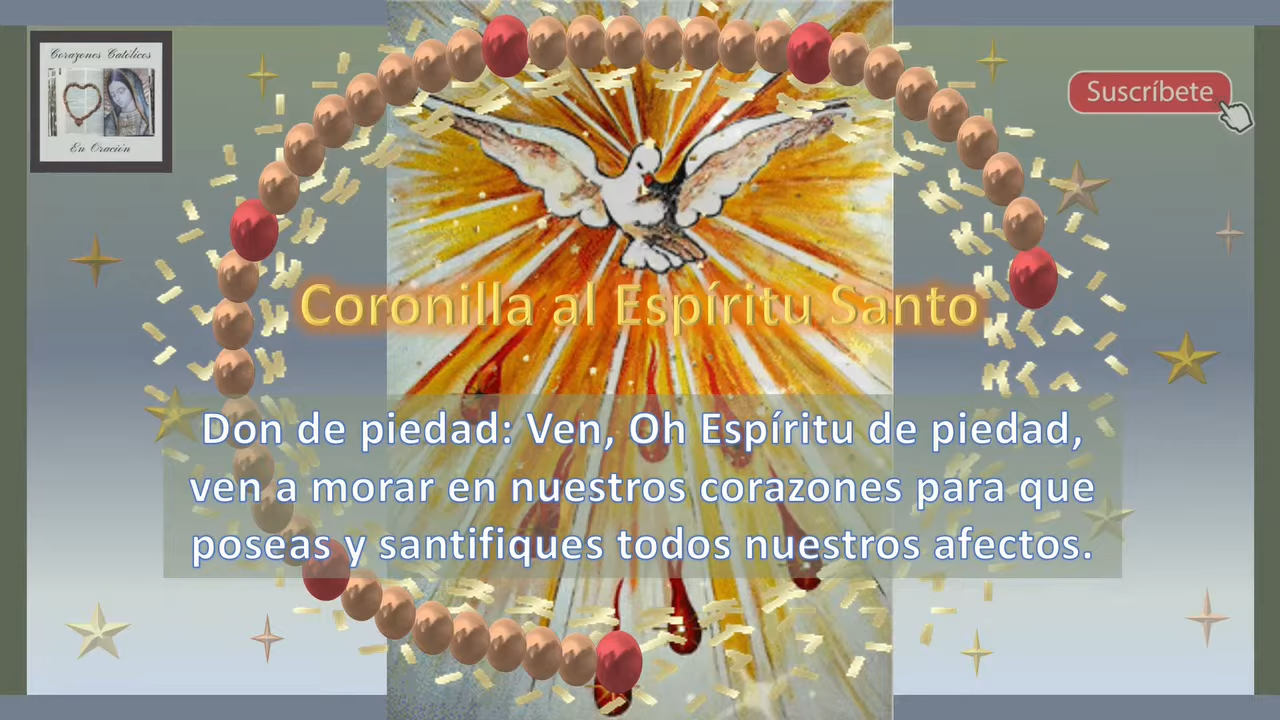 Corazones Católicos
En Oración
Suscríbete
Coronilla al Espíritu Santo
Don de piedad: Ven, Oh Espíritu de piedad,
ven a morar en nuestros corazones para que
poseas y santifiques todos nuestros afectos.